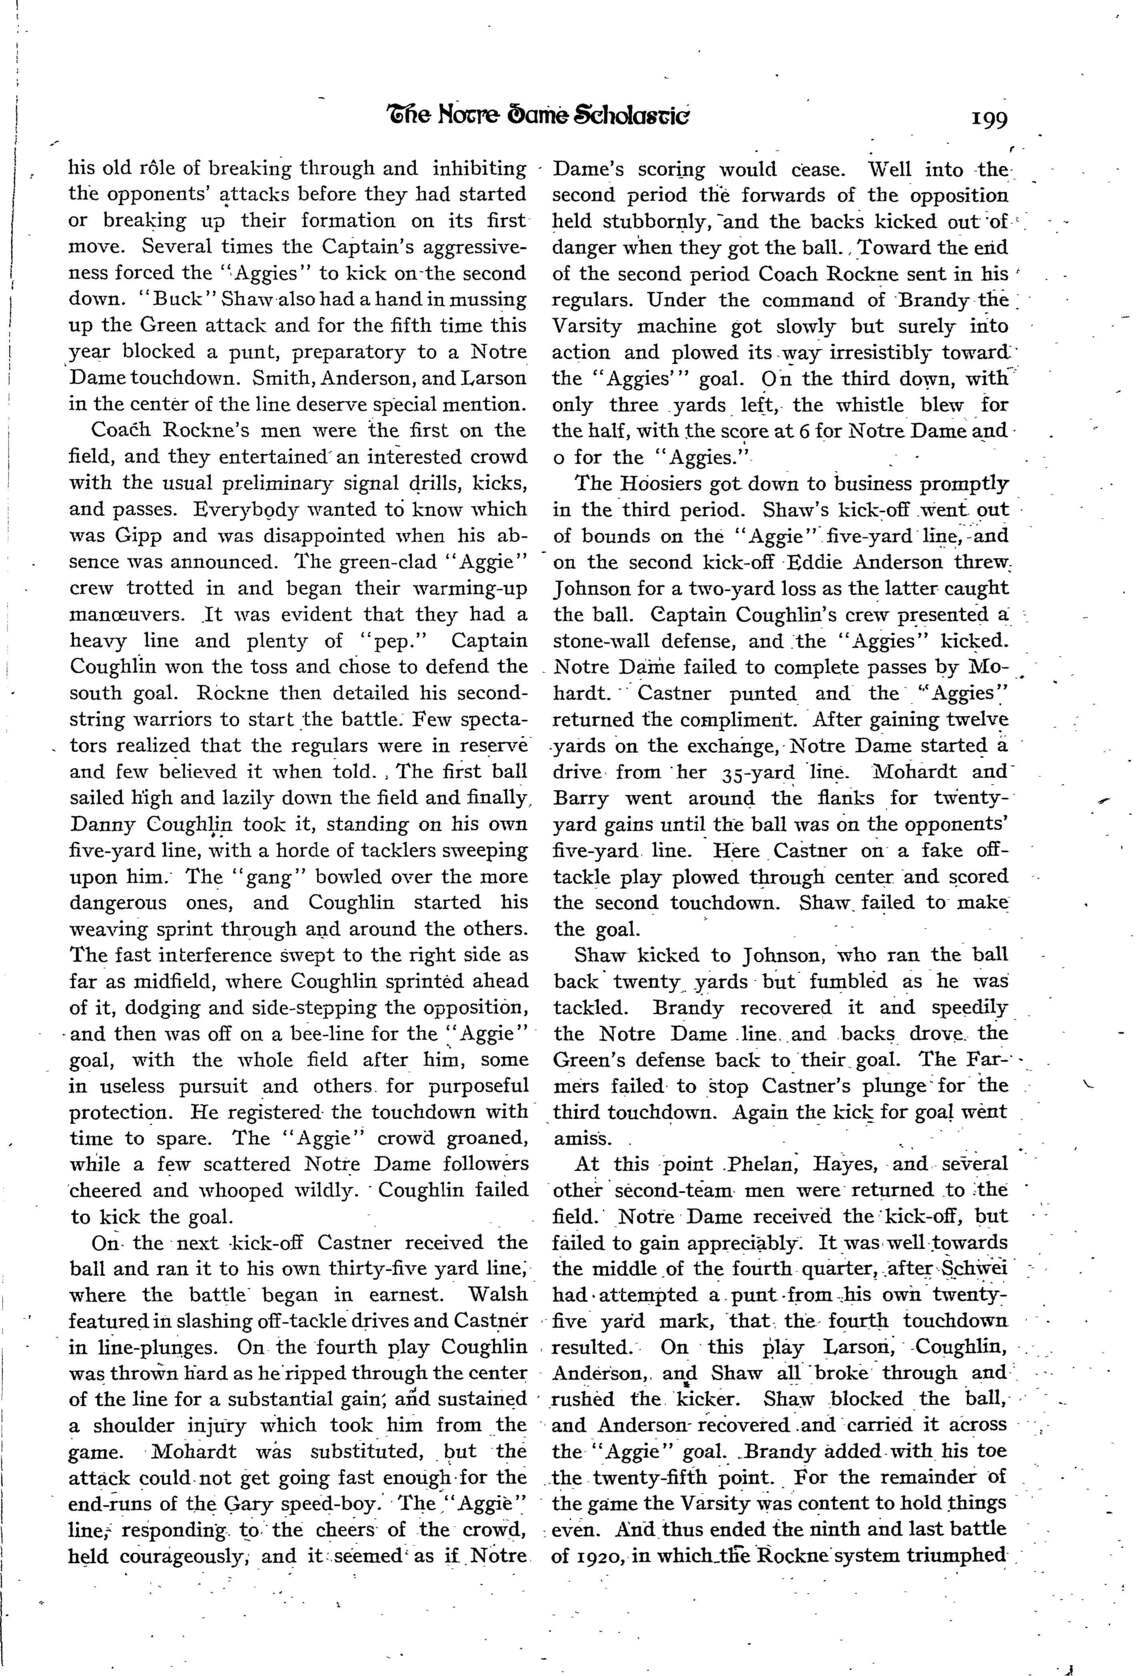 The Notre Dame Scholastic 199
his old rôle of breaking through and inhibiting
the opponents' attacks before they had started
or breaking up their formation on its first
move. Several times the Captain's aggressive-
ness forced the "Aggies" to kick on the second
down. "Buck" Shaw also had a hand in mussing
up the Green attack and for the fifth time this
year blocked a punt, preparatory to a Notre
Dame touchdown. Smith, Anderson, and Larson
in the center of the line deserve special mention.
Coach Rockne's men were the first on the
field, and they entertained an interested crowd
with the usual preliminary signal drills, kicks,
and passes. Everybody wanted to know which
was Gipp and was disappointed when his ab-
sence was announced. The green-clad "Aggie"
crew trotted in and began their warming-up
manœuvers. It was evident that they had a
heavy line and plenty of "pep." Captain
Coughlin won the toss and chose to defend the
south goal. Rockne then detailed his second-
string warriors to start the battle. Few specta-
tors realized that the regulars were in reserve
and few believed it when told. The first ball
sailed high and lazily down the field and finally
Danny Coughlin took it, standing on his own
five-yard line, with a horde of tacklers sweeping
upon him. The "gang" bowled over the more
dangerous ones, and Coughlin started his
weaving sprint through and around the others.
The fast interference swept to the right side as
far as midfield, where Coughlin sprinted ahead
of it, dodging and side-stepping the opposition,
and then was off on a bee-line for the "Aggie"
goal, with the whole field after him, some
in useless pursuit and others for purposeful
protection. He registered the touchdown with
time to spare. The "Aggie" crowd groaned,
while a few scattered Notre Dame followers
cheered and whooped wildly. Coughlin failed
to kick the goal.
On the next kick-off Castner received the
ball and ran it to his own thirty-five yard line,
where the battle began in earnest. Walsh
featured in slashing off-tackle drives and Castner
in line-plunges. On the fourth play Coughlin
was thrown hard as he ripped through the center
of the line for a substantial gain, and sustained
a shoulder injury which took him from the
game. Mohardt was substituted, but the
attack could not get going fast enough for the
end-runs of the Gary speed-boy. The "Aggie"
line, responding to the cheers of the crowd,
held courageously, and it seemed as if Notre
Dame's scoring would cease. Well into the
second period the forwards of the opposition
held stubbornly, and the backs kicked out of
danger when they got the ball. Toward the end
of the second period Coach Rockne sent in his
regulars. Under the command of Brandy the
Varsity machine got slowly but surely into
action and plowed its way irresistibly toward
the "Aggies'" goal. On the third down, with
only three yards left, the whistle blew for
the half, with the score at 6 for Notre Dame and
0 for the "Aggies."
The Hoosiers got down to business promptly
in the third period. Shaw's kick-off went out
of bounds on the "Aggie" five-yard line, and
on the second kick-off Eddie Anderson threw
Johnson for a two-yard loss as the latter caught
the ball. Captain Coughlin's crew presented a
stone-wall defense, and the "Aggies" kicked.
Notre Dame failed to complete passes by Mo-
hardt. Castner punted and the "Aggies"
returned the compliment. After gaining twelve
yards on the exchange, Notre Dame started a
drive from her 35-yard line. Mohardt and
Barry went around the flanks for twenty-
yard gains until the ball was on the opponents'
five-yard line. Here Castner on a fake off-
tackle play plowed through center and scored
the second touchdown. Shaw failed to make
the goal.
Shaw kicked to Johnson, who ran the ball
back twenty yards but fumbled as he was
tackled. Brandy recovered it and speedily
the Notre Dame line and backs drove the
Green's defense back to their goal. The Far-
mers failed to stop Castner's plunge for the
third touchdown. Again the kick for goal went
amiss.
At this point Phelan, Hayes, and several
other second-team men were returned to the
field. Notre Dame received the kick-off, but
failed to gain appreciably. It was well towards
the middle of the fourth quarter, after Schwei
had attempted a punt from his own twenty-
five yard mark, that the fourth touchdown
resulted. On this play Larson, Coughlin,
Anderson, and Shaw all broke through and
rushed the kicker. Shaw blocked the ball,
and Anderson recovered and carried it across
the "Aggie" goal. Brandy added with his toe
the twenty-fifth point. For the remainder of
the game the Varsity was content to hold things
even. And thus ended the ninth and last battle
of 1920, in which the Rockne system triumphed